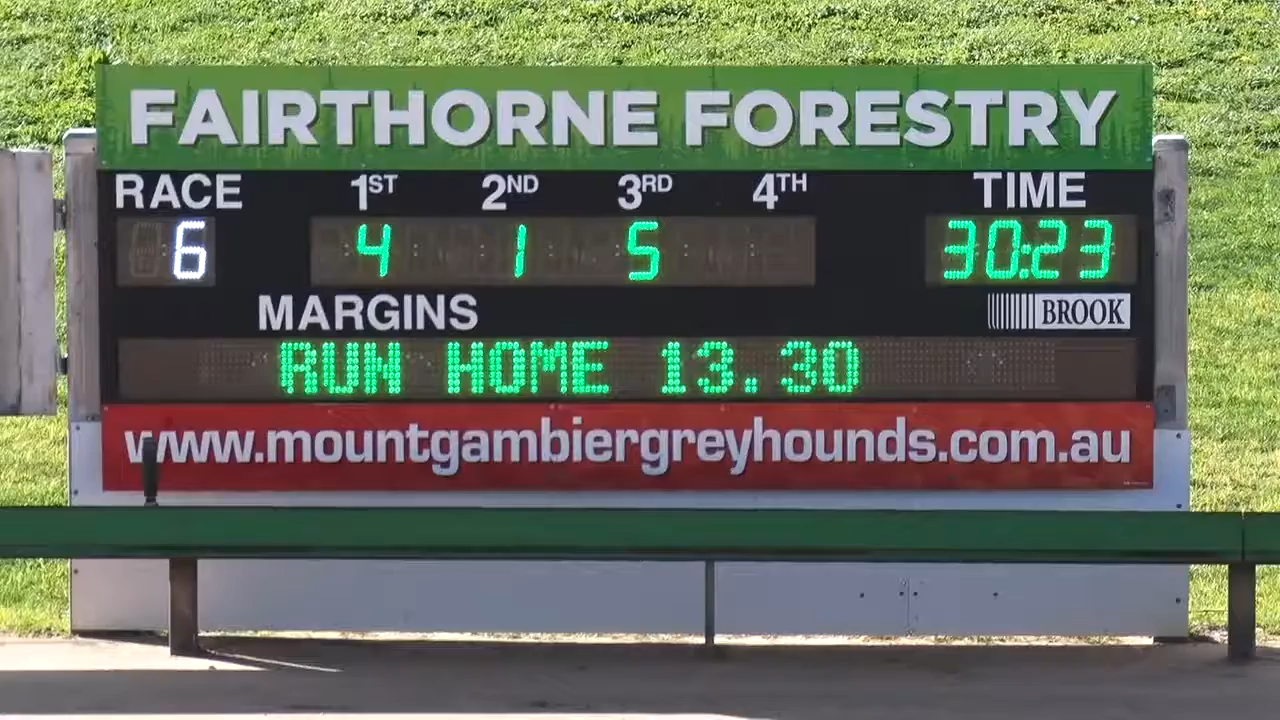 FAIRTHORNE FORESTRY
RACE 1ST 2ND 3RD 4TH TIME
6 4 1 5 30:23
MARGINS BROOK
RUN HOME 13.30
www.mountgambiergreyhounds.com.au